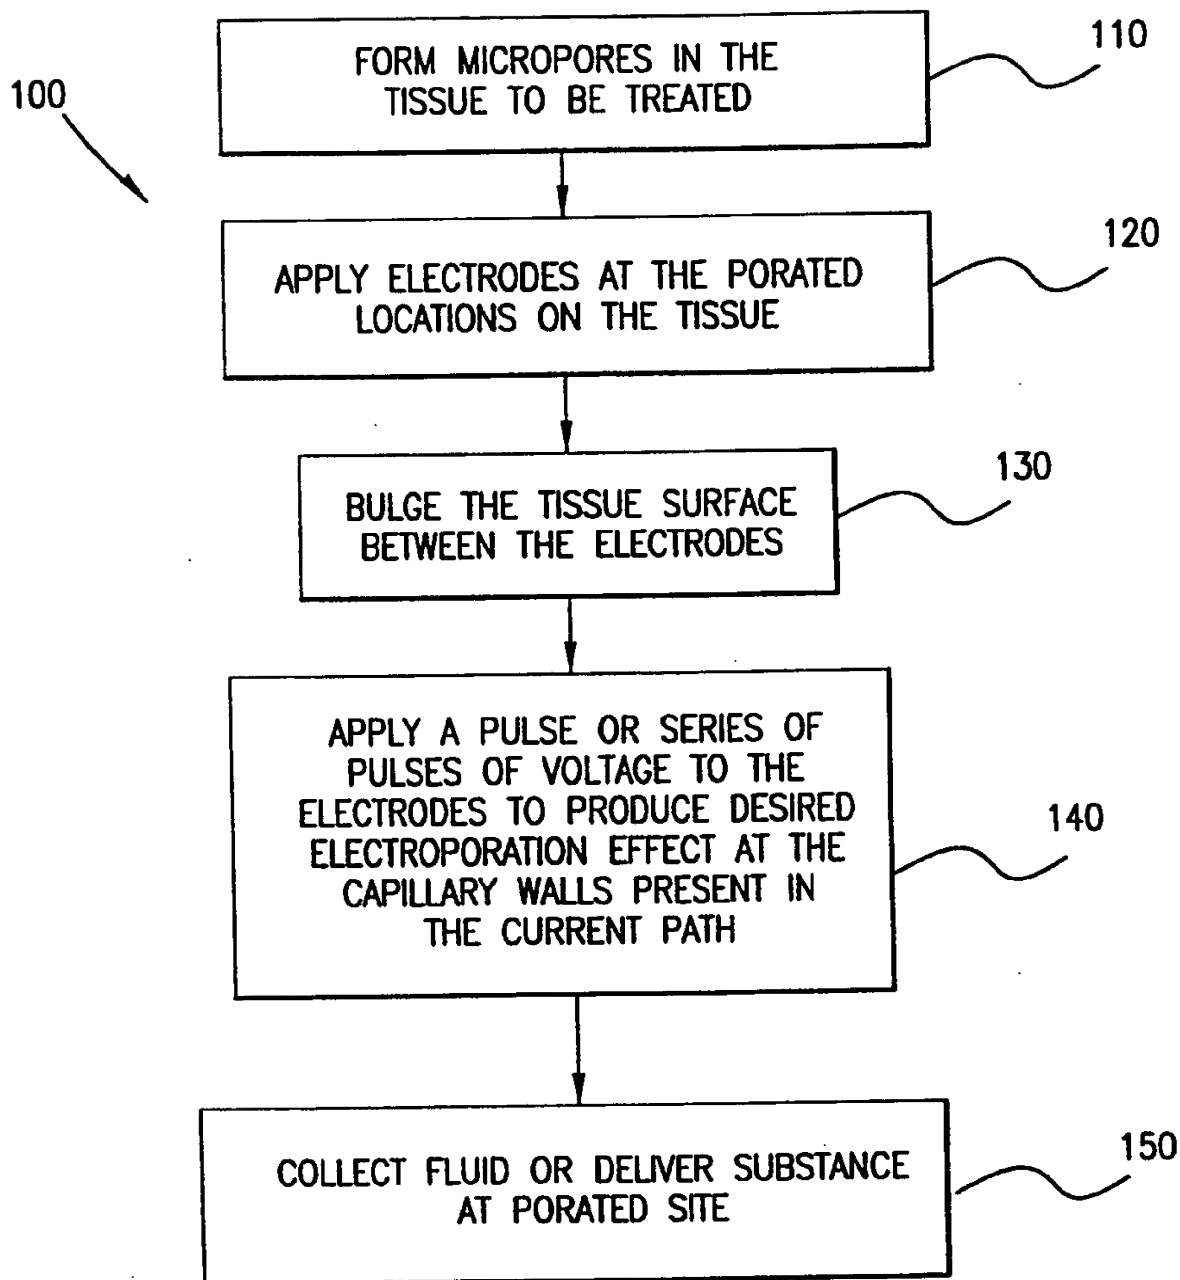 100
FORM MICROPORES IN THE
TISSUE TO BE TREATED
110
APPLY ELECTRODES AT THE PORATED
LOCATIONS ON THE TISSUE
120
BULGE THE TISSUE SURFACE
BETWEEN THE ELECTRODES
130
APPLY A PULSE OR SERIES OF
PULSES OF VOLTAGE TO THE
ELECTRODES TO PRODUCE DESIRED
ELECTROPORATION EFFECT AT THE
CAPILLARY WALLS PRESENT IN
THE CURRENT PATH
140
COLLECT FLUID OR DELIVER SUBSTANCE
AT PORATED SITE
150